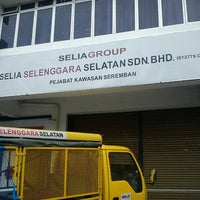 SELIAGROUP
SELIA SELENGGARA SELATAN SDN.BHD.
PEJABAT KAWASAN SEREMBAN
SELENGGARA SELATAN